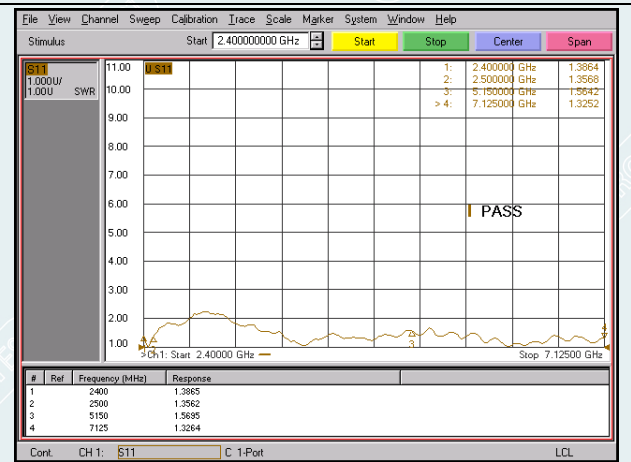 File View Channel Sweep Calibration Trace Scale Marker System Window Help
Stimulus Start 2.400000000 GHz Start Stop Center Span
S11
1.000U/
1.00U SWR
11.00 U S11
10.00
9.00
8.00
7.00
6.00
5.00
4.00
3.00
2.00
1.00
1: 2.400000 GHz 1.3864
2: 2.500000 GHz 1.3568
3: 5.150000 GHz 1.5642
> 4: 7.125000 GHz 1.3252
PASS
3
4
>Ch1: Start 2.40000 GHz Stop 7.12500 GHz
# Ref Frequency (MHz) Response
1 2400 1.3865
2 2500 1.3562
3 5150 1.5695
4 7125 1.3264
Cont. CH 1: S11 C 1-Port LCL